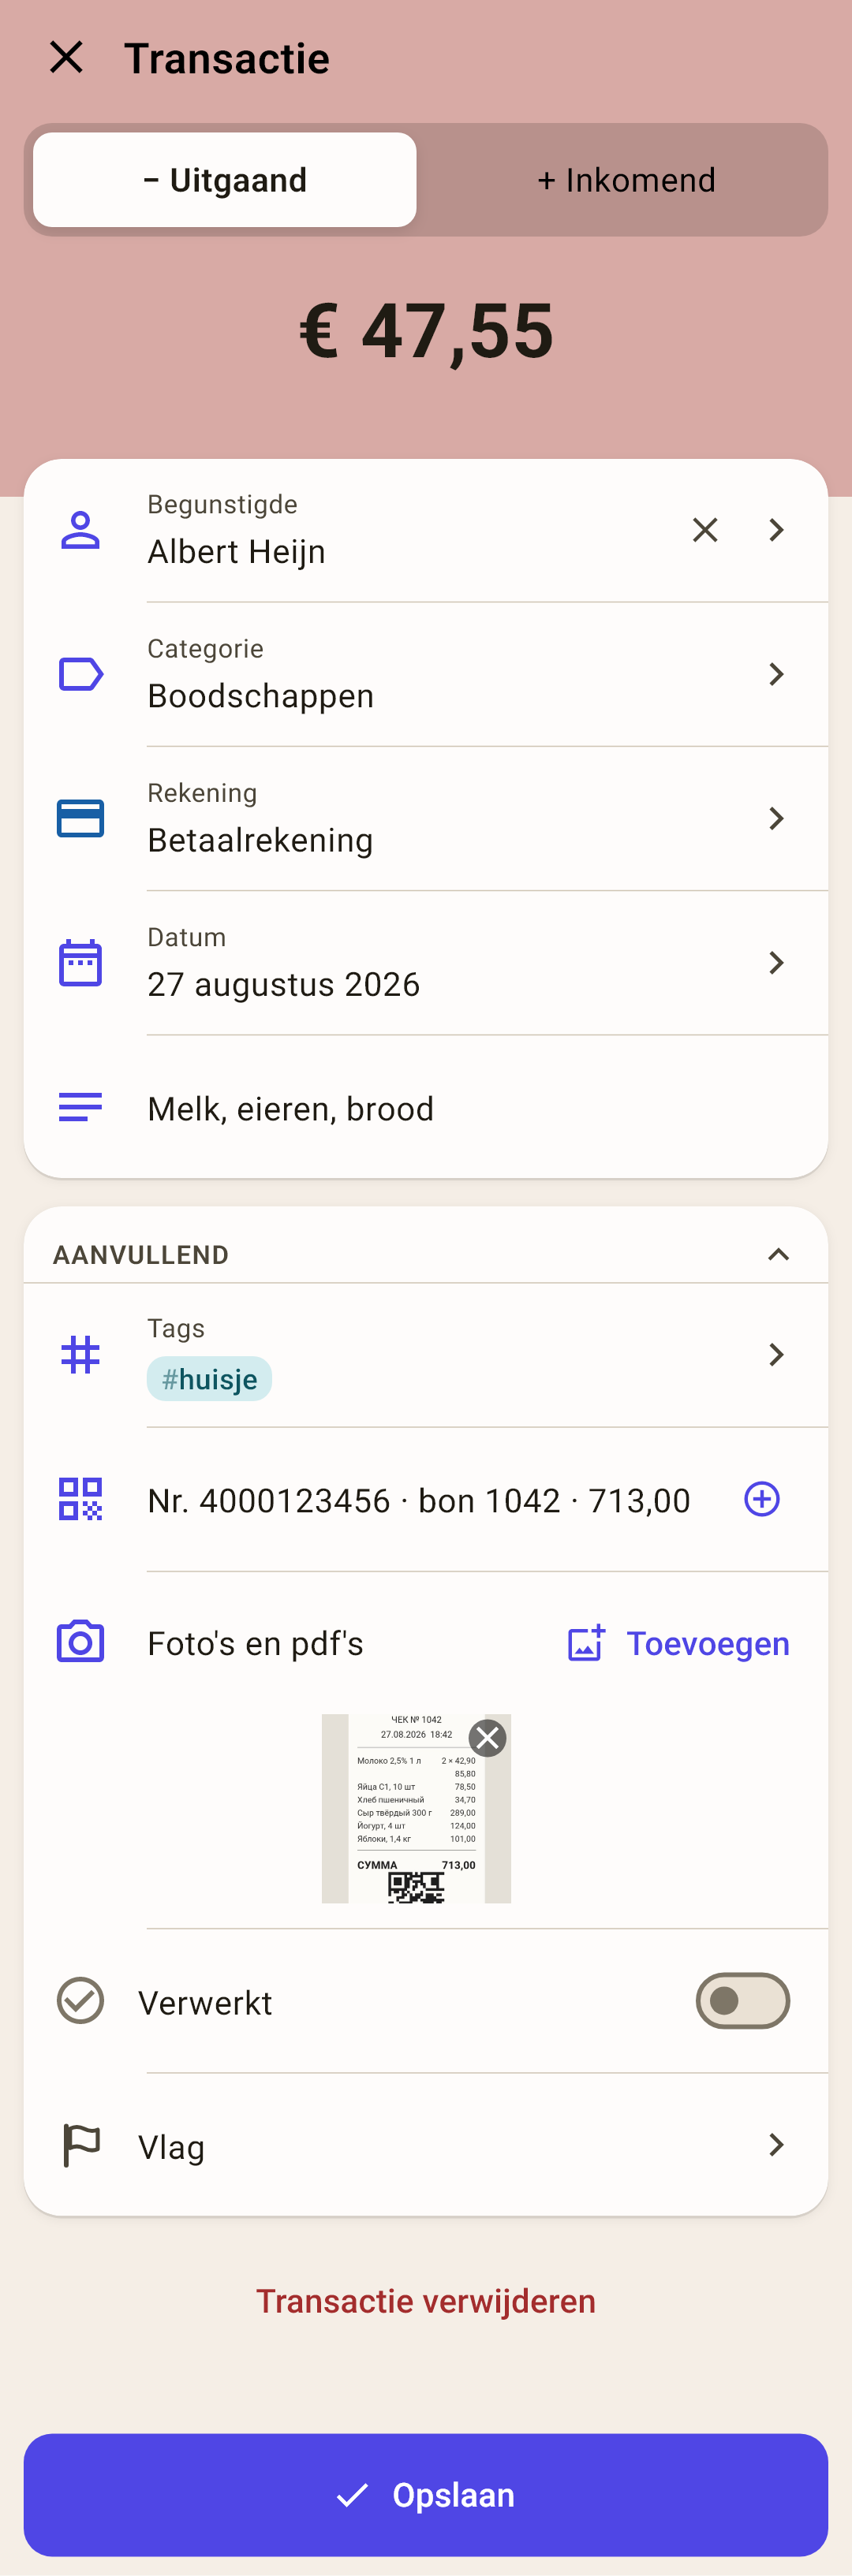 Transactie
− Uitgaand
+ Inkomend
€ 47,55
Begunstigde
Albert Heijn
Categorie
Boodschappen
Rekening
Betaalrekening
Datum
27 augustus 2026
Melk, eieren, brood
AANVULLEND
Tags
#huisje
Nr. 4000123456 · bon 1042 · 713,00
Foto's en pdf's
Toevoegen
ЧЕК № 1042
27.08.2026 18:42
Молоко 2,5% 1 л 2 × 42,90
85,80
Яйца С1, 10 шт 78,50
Хлеб пшеничный 34,70
Сыр твёрдый 300 г 289,00
Йогурт, 4 шт 124,00
Яблоки, 1,4 кг 101,00
СУММА 713,00
Verwerkt
Vlag
Transactie verwijderen
Opslaan